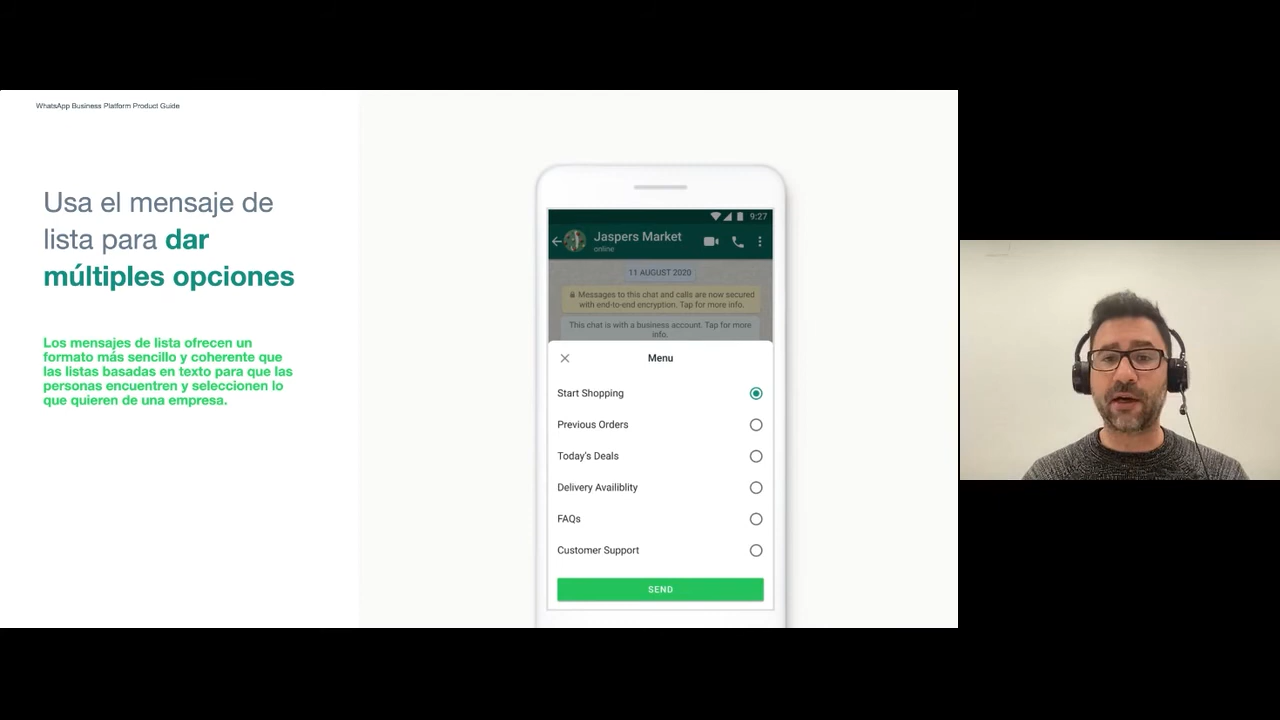 WhatsApp Business Platform Product Guide
Usa el mensaje de
lista para dar
múltiples opciones
Los mensajes de lista ofrecen un
formato más sencillo y coherente que
las listas basadas en texto para que las
personas encuentren y seleccionen lo
que quieren de una empresa.
9:27
Jaspers Market
online
11 AUGUST 2020
Messages to this chat and calls are now secured
with end-to-end encryption. Tap for more info.
This chat is with a business account. Tap for more
info.
Menu
Start Shopping
Previous Orders
Today's Deals
Delivery Availiblity
FAQs
Customer Support
SEND